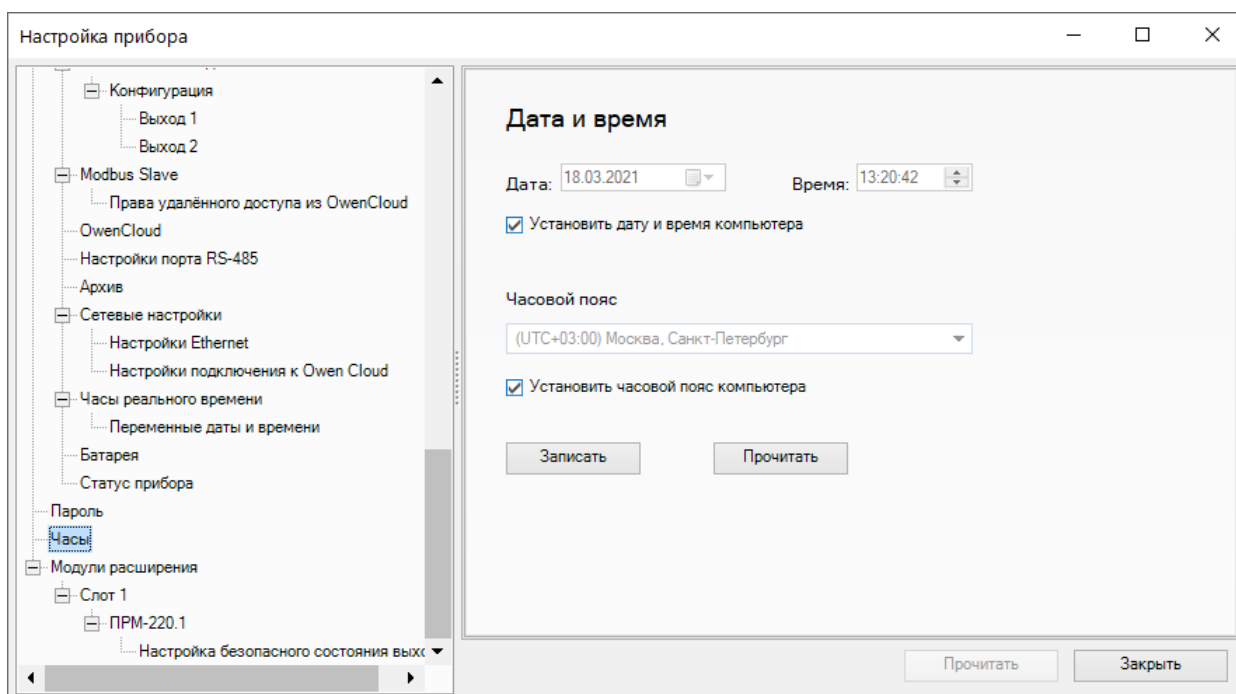 Настройка прибора
Конфигурация
Выход 1
Выход 2
Modbus Slave
Права удалённого доступа из OwenCloud
OwenCloud
Настройки порта RS-485
Архив
Сетевые настройки
Настройки Ethernet
Настройки подключения к Owen Cloud
Часы реального времени
Переменные даты и времени
Батарея
Статус прибора
Пароль
Часы
Модули расширения
Слот 1
ПРМ-220.1
Настройка безопасного состояния вых
Дата и время
Дата: 18.03.2021 Время: 13:20:42
Установить дату и время компьютера
Часовой пояс
(UTC+03:00) Москва, Санкт-Петербург
Установить часовой пояс компьютера
Записать Прочитать
Прочитать Закрыть